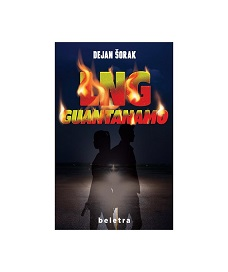 DEJAN ŠORAK
LNG
GUANTANAMO
beletra